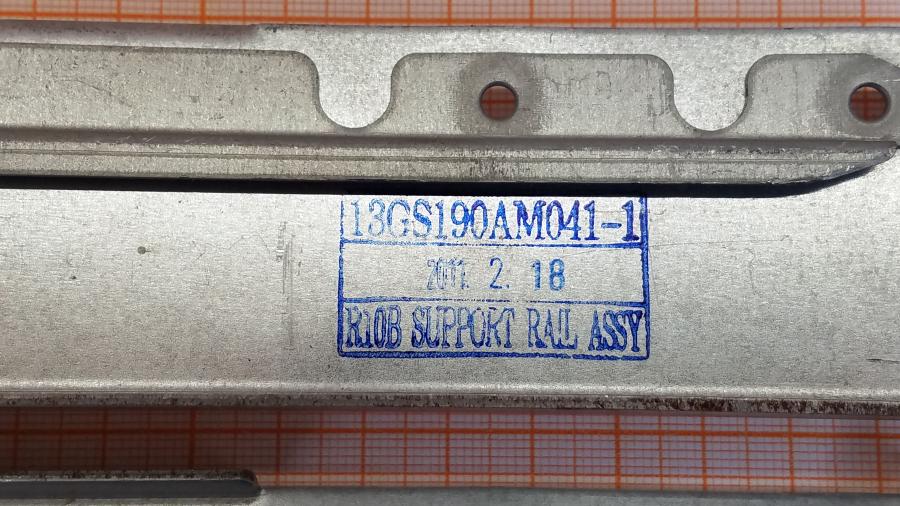 13GS190AM041-1
2011. 2. 18
R10B SUPPORT RAIL ASSY